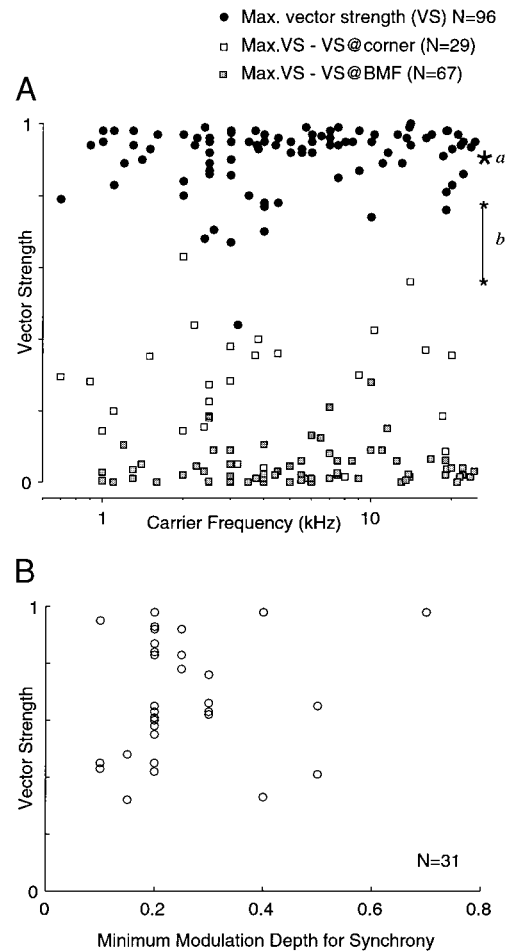 Max. vector strength (VS) N=96
Max.VS - VS@corner (N=29)
Max.VS - VS@BMF (N=67)
A
1
a
b
Vector Strength
0
1
10
Carrier Frequency (kHz)
B
1
Vector Strength
N=31
0
0
0.2
0.4
0.6
0.8
Minimum Modulation Depth for Synchrony